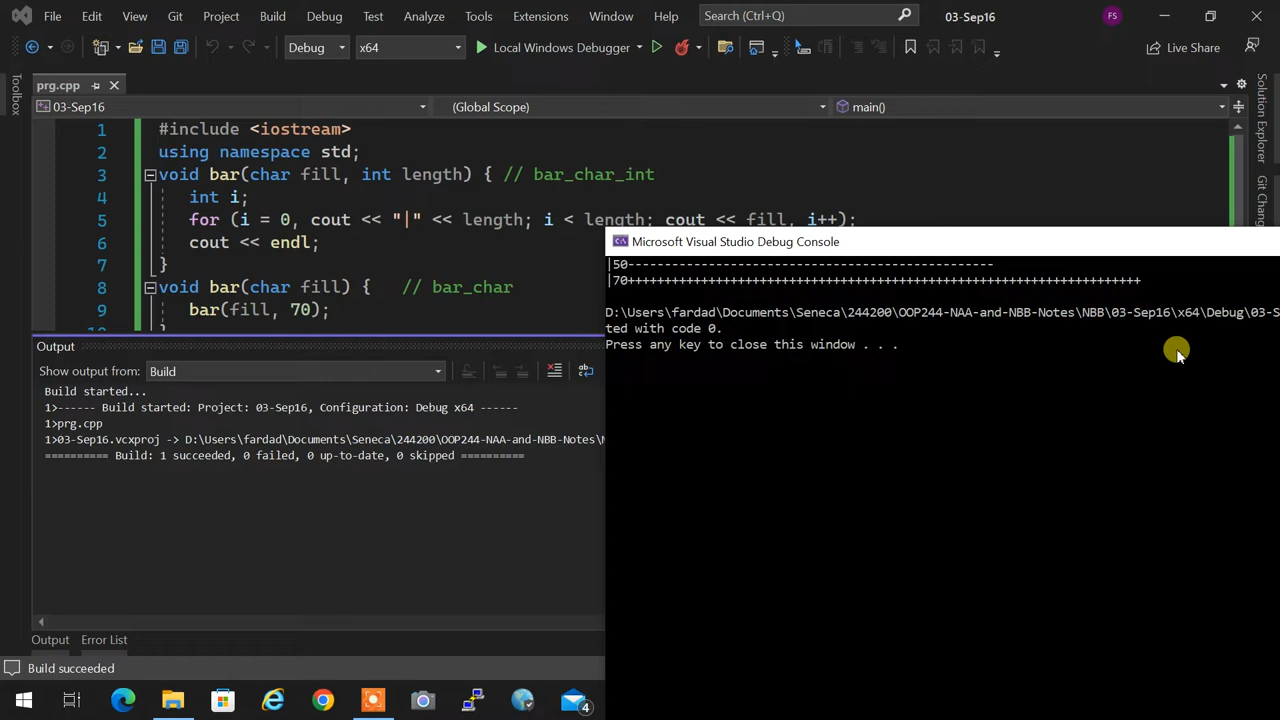 File Edit View Git Project Build Debug Test Analyze Tools Extensions Window Help Search (Ctrl+Q) 03-Sep16 FS
Debug x64 Local Windows Debugger Live Share
prg.cpp
03-Sep16 (Global Scope) main()
Toolbox
Solution Explorer
Git Chang
1 #include <iostream>
2 using namespace std;
3 void bar(char fill, int length) { // bar_char_int
4 int i;
5 for (i = 0, cout << "|" << length; i < length; cout << fill, i++);
6 cout << endl;
7 }
8 void bar(char fill) { // bar_char
9 bar(fill, 70);
Output
Show output from: Build
Build started...
1>------ Build started: Project: 03-Sep16, Configuration: Debug x64 ------
1>prg.cpp
1>03-Sep16.vcxproj -> D:\Users\fardad\Documents\Seneca\244200\OOP244-NAA-and-NBB-Notes\
========== Build: 1 succeeded, 0 failed, 0 up-to-date, 0 skipped ==========
Output Error List
Build succeeded
Microsoft Visual Studio Debug Console
|50--------------------------------------------------
|70++++++++++++++++++++++++++++++++++++++++++++++++++++++++++++++++++++++
D:\Users\fardad\Documents\Seneca\244200\OOP244-NAA-and-NBB-Notes\NBB\03-Sep16\x64\Debug\03-S
ted with code 0.
Press any key to close this window . . .
4